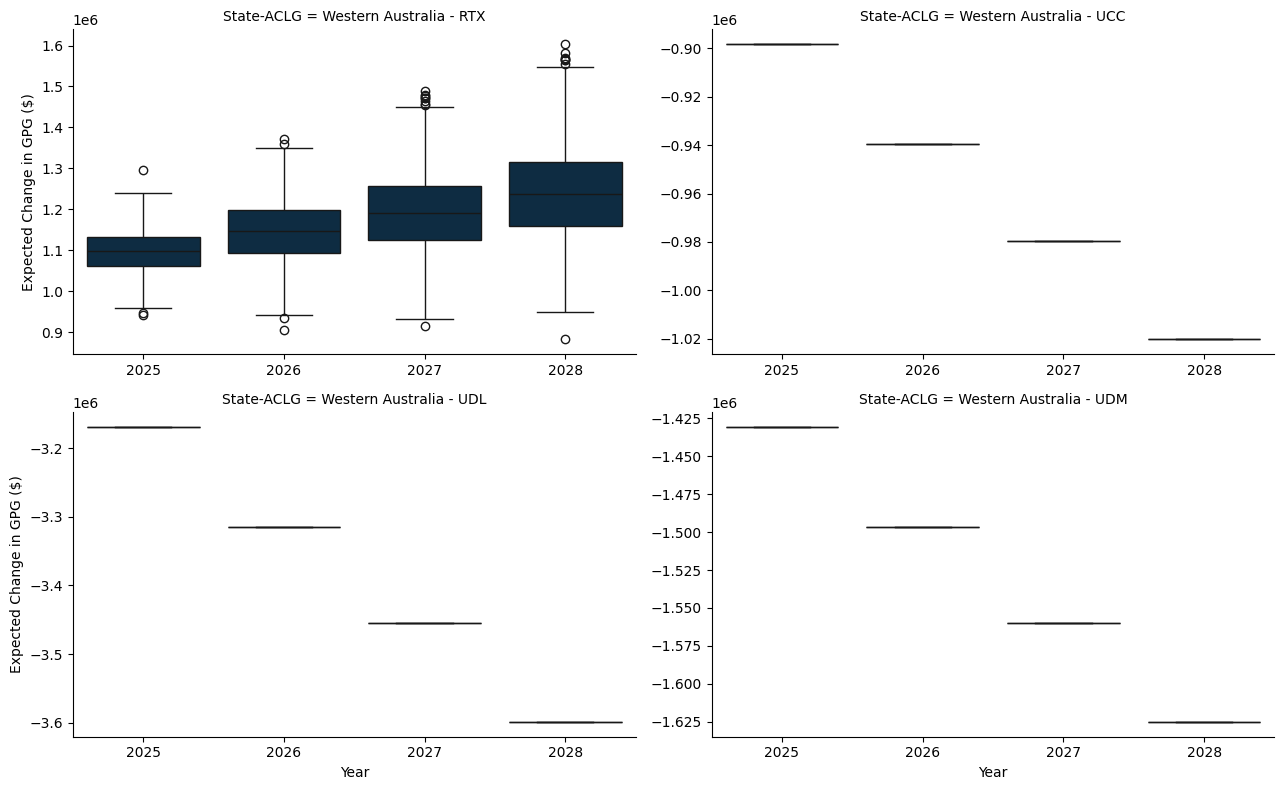 State-ACLG = Western Australia - RTX
1e6
Expected Change in GPG ($)
1.6
1.5
1.4
1.3
1.2
1.1
1.0
0.9
2025 2026 2027 2028
State-ACLG = Western Australia - UCC
1e6
−0.90
−0.92
−0.94
−0.96
−0.98
−1.00
−1.02
2025 2026 2027 2028
State-ACLG = Western Australia - UDL
1e6
Expected Change in GPG ($)
−3.2
−3.3
−3.4
−3.5
−3.6
2025 2026 2027 2028
Year
State-ACLG = Western Australia - UDM
1e6
−1.425
−1.450
−1.475
−1.500
−1.525
−1.550
−1.575
−1.600
−1.625
2025 2026 2027 2028
Year